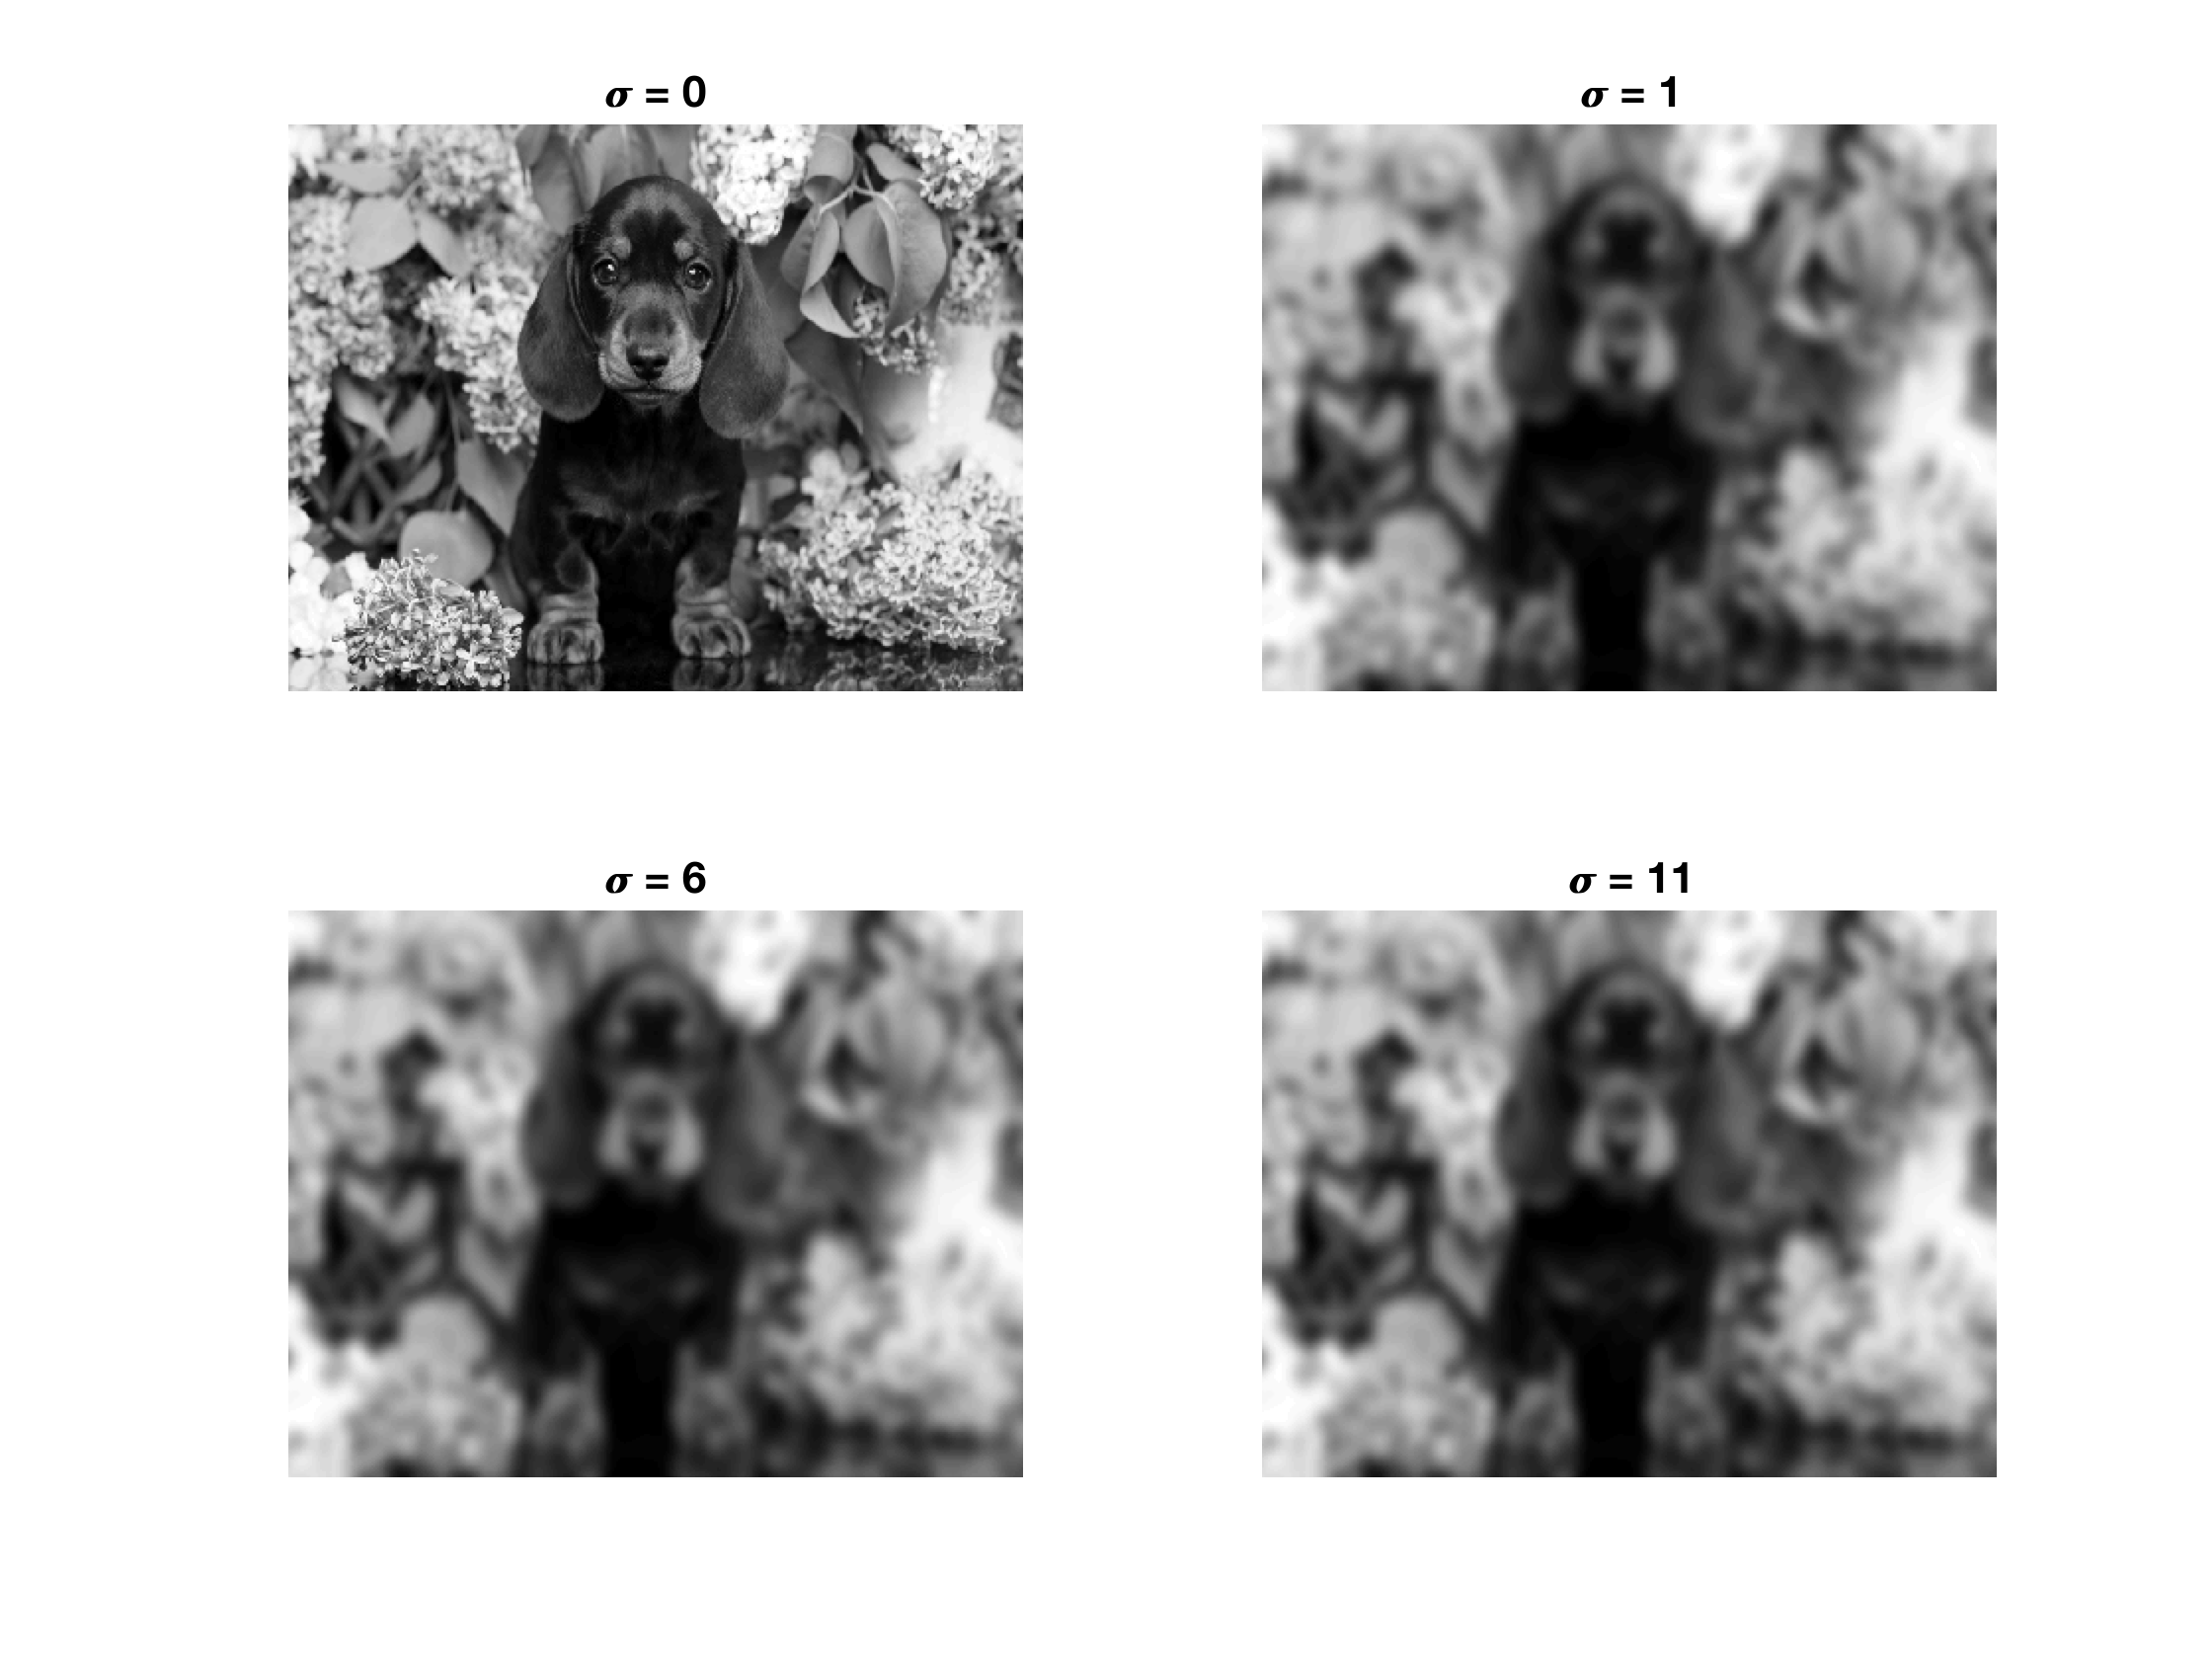 σ = 0
σ = 1
σ = 6
σ = 11